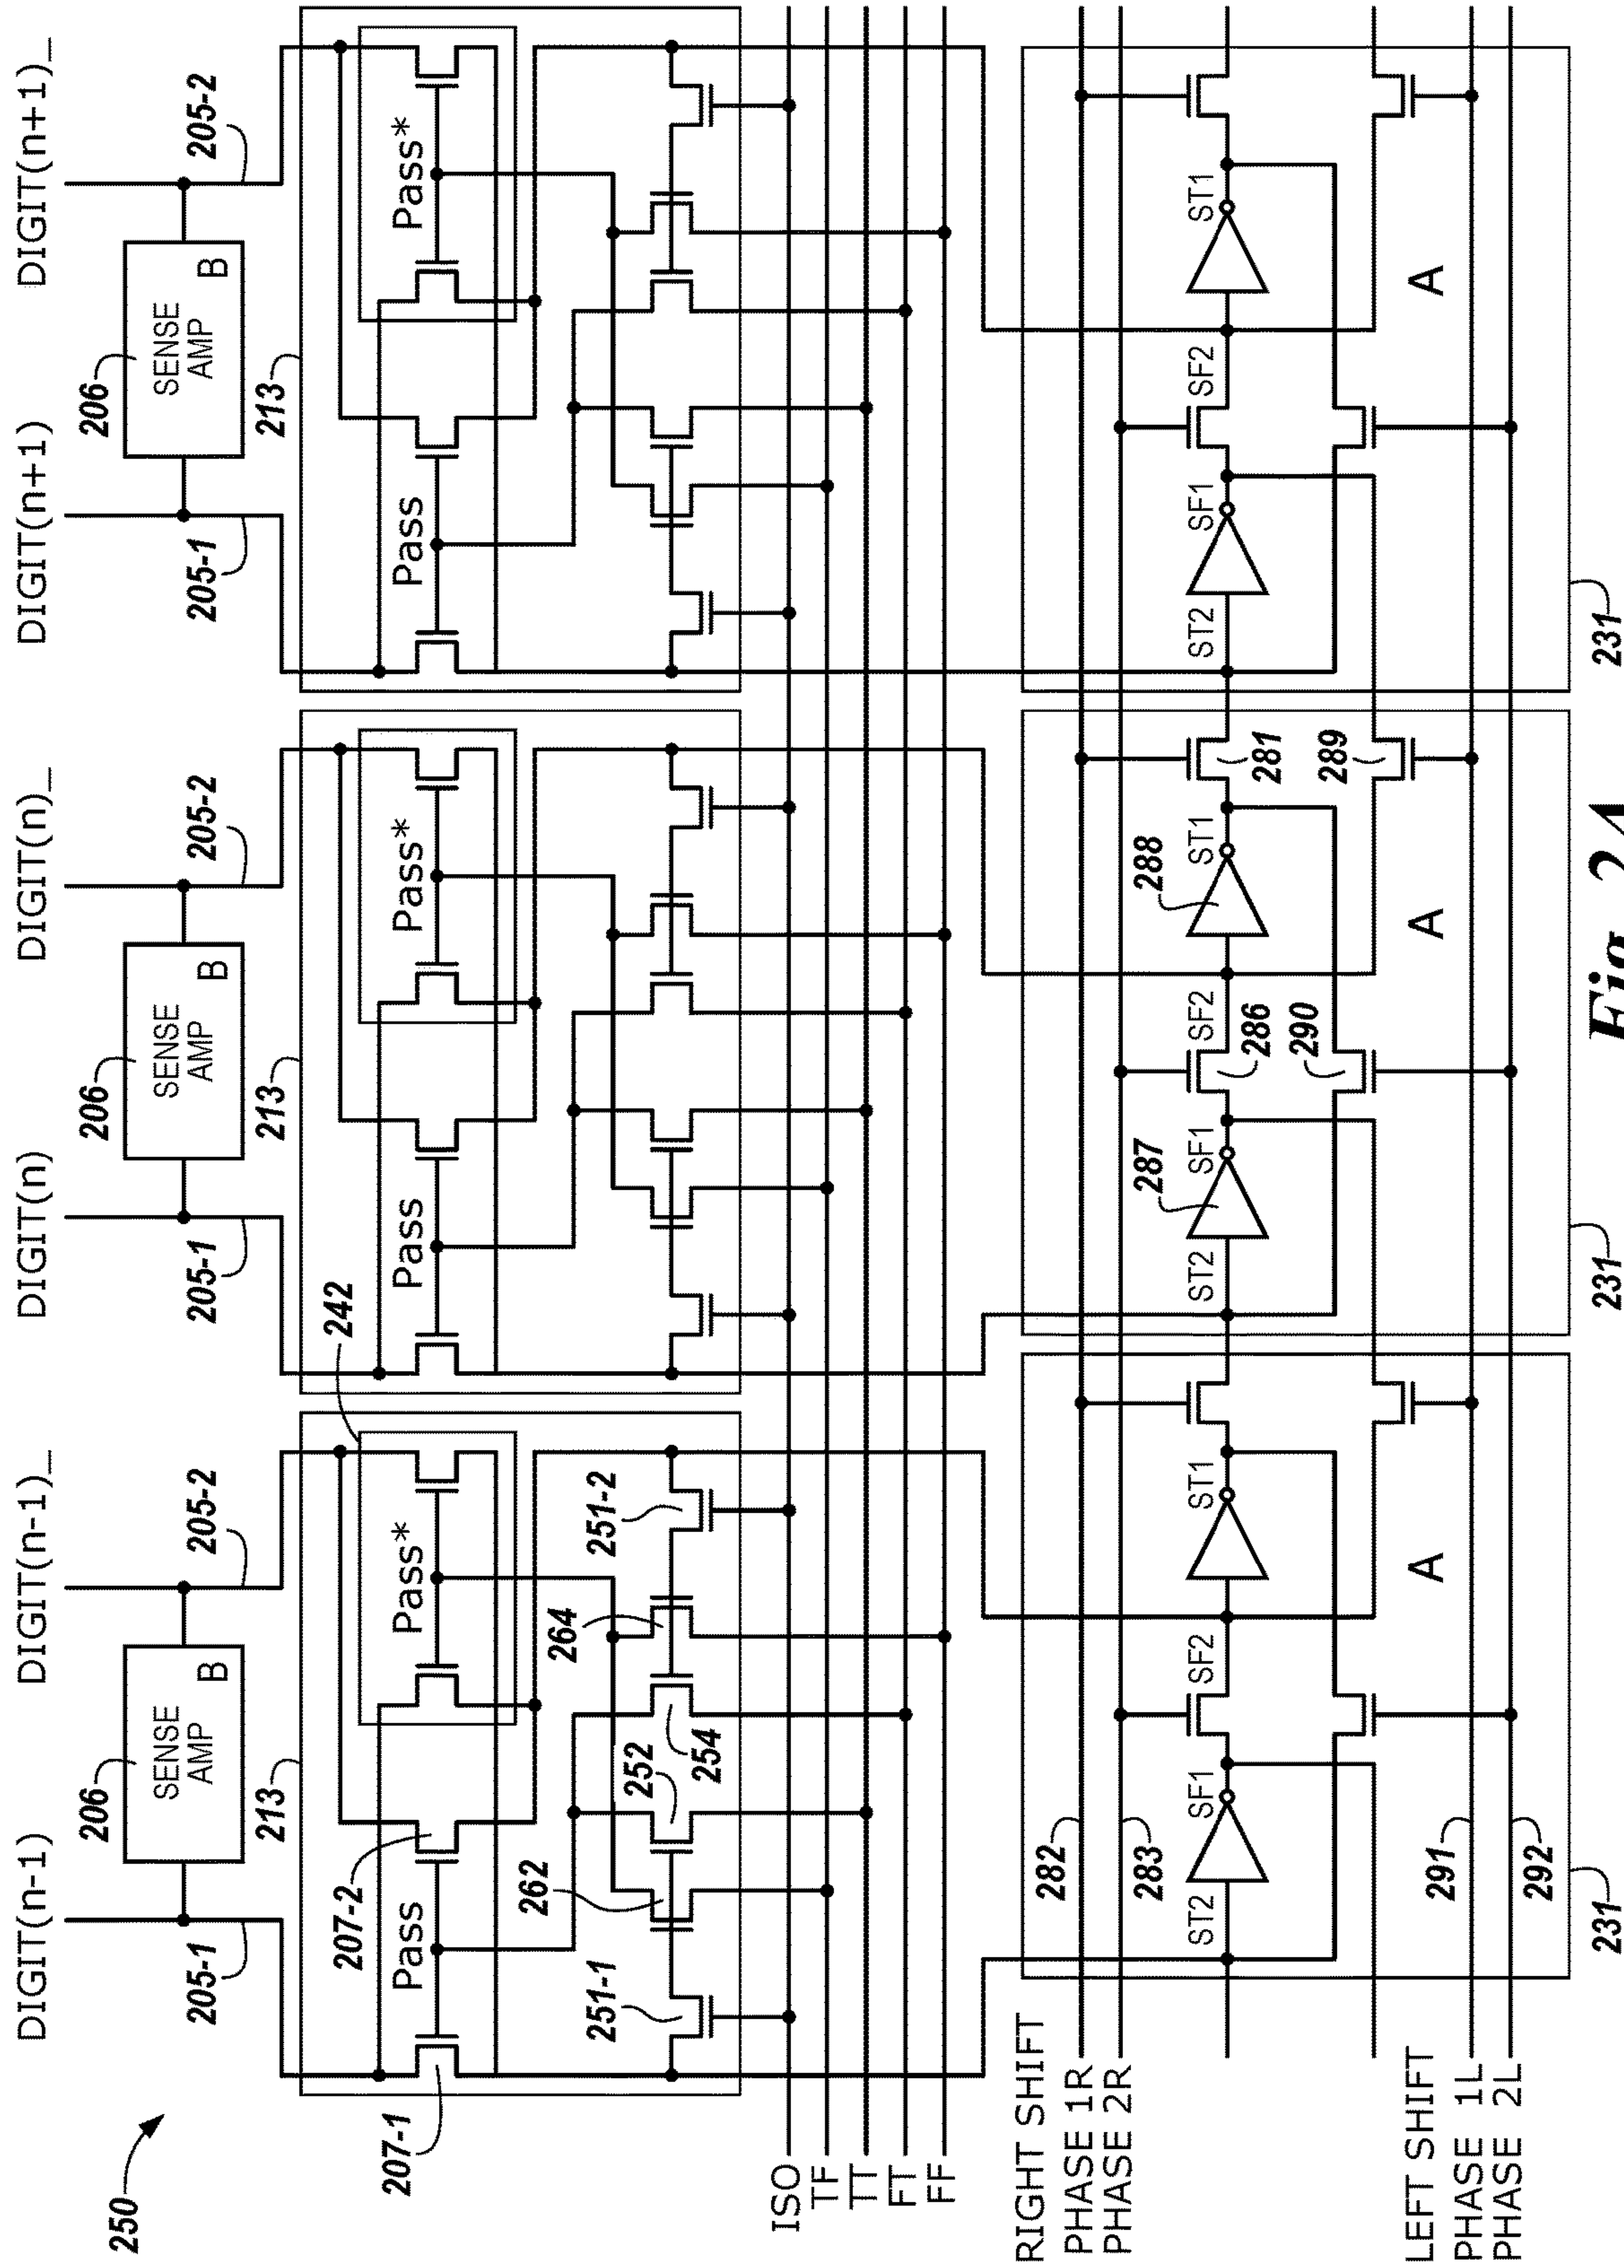 250
DIGIT(n-1)
DIGIT(n-1)_
DIGIT(n)
DIGIT(n)_
DIGIT(n+1)
DIGIT(n+1)_
206
SENSE
AMP
B
206
SENSE
AMP
B
206
SENSE
AMP
B
205-1
205-2
205-1
205-2
205-1
205-2
213
242
213
213
207-1
Pass
207-2
Pass*
Pass
Pass*
Pass
Pass*
251-1
262
252
254
264
251-2
ISO
TF
TT
FT
FF
RIGHT SHIFT
PHASE 1R
PHASE 2R
282
283
ST2
SF1
SF2
ST1
A
ST2
287
SF1
286
SF2
288
ST1
281
290
289
A
ST2
SF1
SF2
ST1
A
LEFT SHIFT
PHASE 1L
PHASE 2L
291
292
231
231
231
Fig. 2A